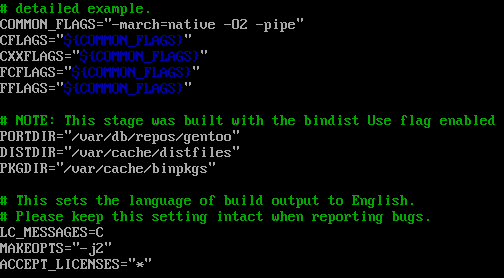 # detailed example.
COMMON_FLAGS="-march=native -O2 -pipe"
CFLAGS="${COMMON_FLAGS}"
CXXFLAGS="${COMMON_FLAGS}"
FCFLAGS="${COMMON_FLAGS}"
FFLAGS="${COMMON_FLAGS}"
# NOTE: This stage was built with the bindist Use flag enabled
PORTDIR="/var/db/repos/gentoo"
DISTDIR="/var/cache/distfiles"
PKGDIR="/var/cache/binpkgs"
# This sets the language of build output to English.
# Please keep this setting intact when reporting bugs.
LC_MESSAGES=C
MAKEOPTS="-j2"
ACCEPT_LICENSES="*"